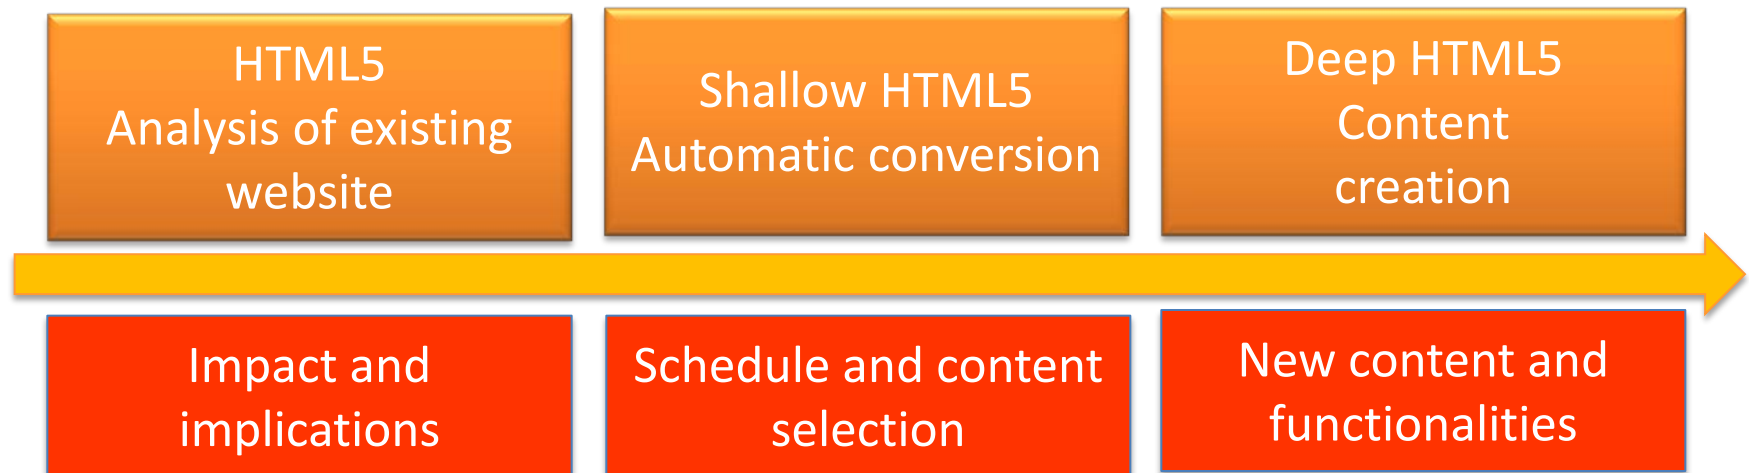 HTML5
Analysis of existing
website
Shallow HTML5
Automatic conversion
Deep HTML5
Content
creation
Impact and
implications
Schedule and content
selection
New content and
functionalities